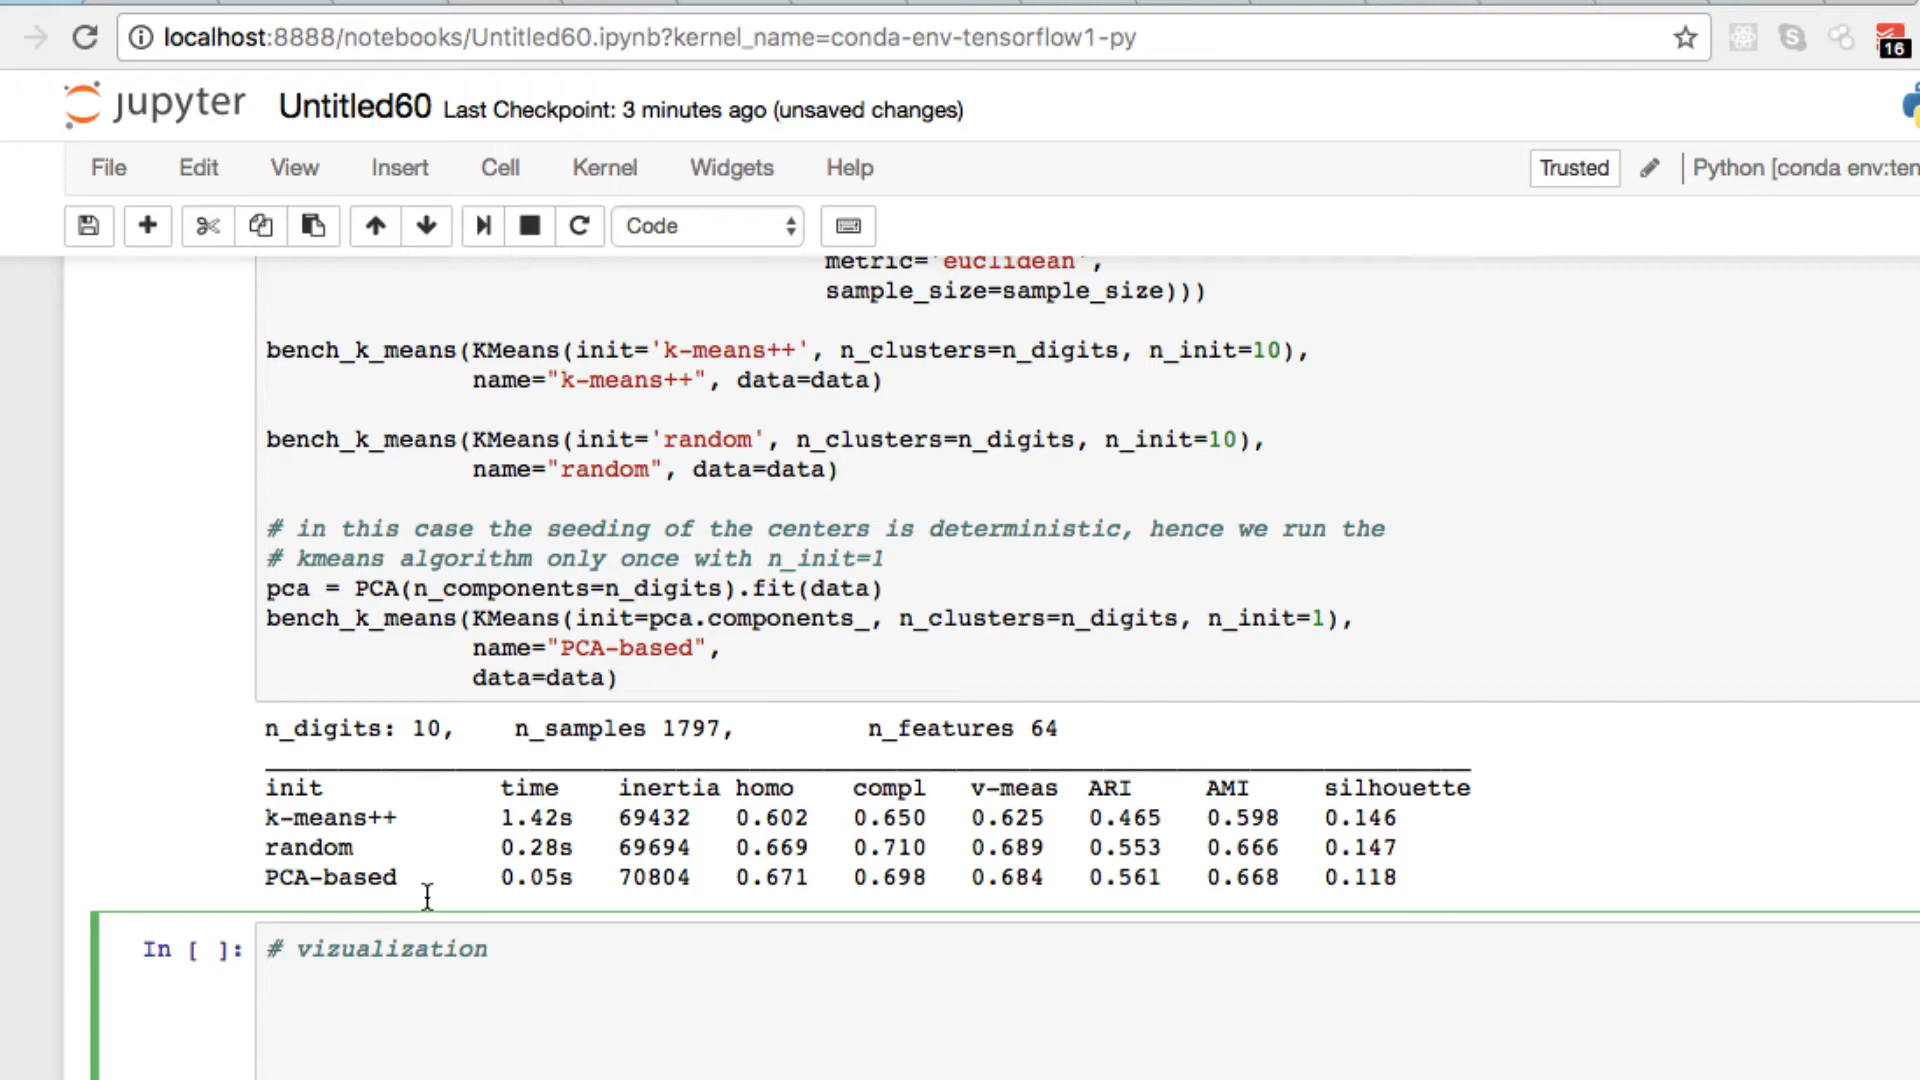 localhost:8888/notebooks/Untitled60.ipynb?kernel_name=conda-env-tensorflow1-py
16
jupyter Untitled60 Last Checkpoint: 3 minutes ago (unsaved changes)
File Edit View Insert Cell Kernel Widgets Help Trusted Python [conda env:ten
Code
metric='euclidean',
sample_size=sample_size)))
bench_k_means(KMeans(init='k-means++', n_clusters=n_digits, n_init=10),
name="k-means++", data=data)
bench_k_means(KMeans(init='random', n_clusters=n_digits, n_init=10),
name="random", data=data)
# in this case the seeding of the centers is deterministic, hence we run the
# kmeans algorithm only once with n_init=1
pca = PCA(n_components=n_digits).fit(data)
bench_k_means(KMeans(init=pca.components_, n_clusters=n_digits, n_init=1),
name="PCA-based",
data=data)
n_digits: 10, n_samples 1797, n_features 64
init time inertia homo compl v-meas ARI AMI silhouette
k-means++ 1.42s 69432 0.602 0.650 0.625 0.465 0.598 0.146
random 0.28s 69694 0.669 0.710 0.689 0.553 0.666 0.147
PCA-based 0.05s 70804 0.671 0.698 0.684 0.561 0.668 0.118
In [ ]: # vizualization